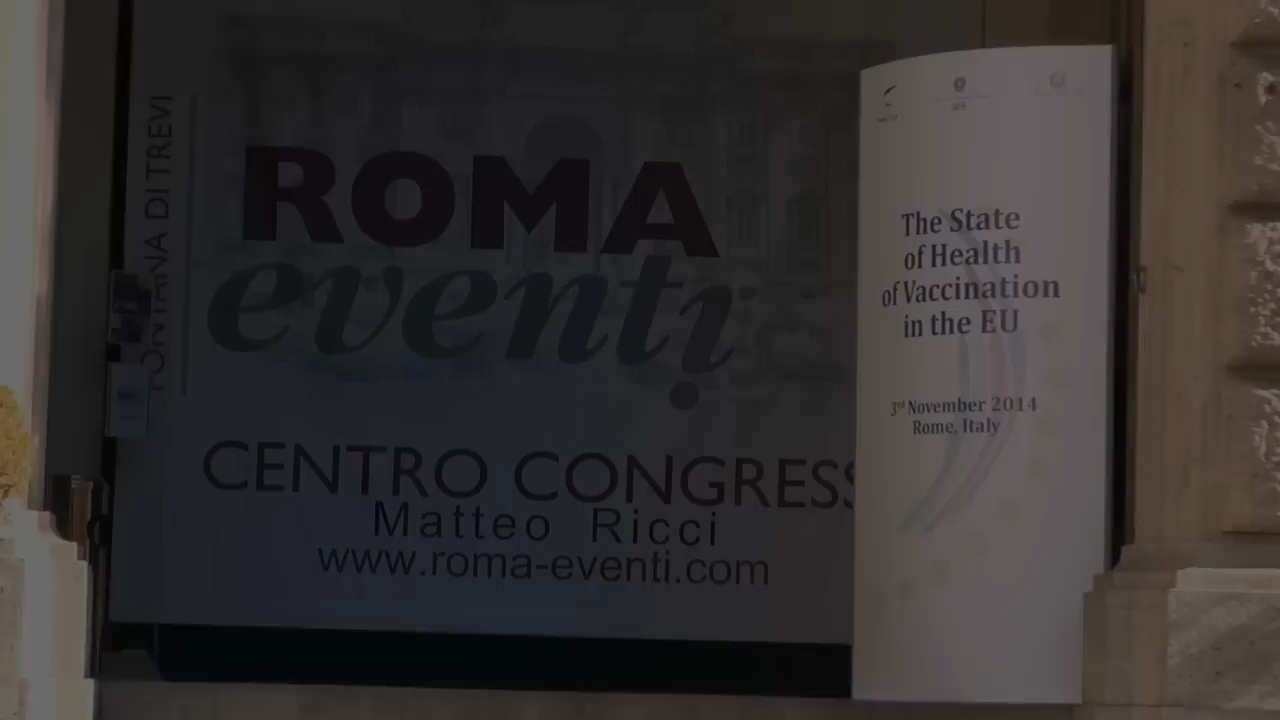 FONTANA DI TREVI
ROMA
eventi
CENTRO CONGRESS
Matteo Ricci
www.roma-eventi.com
The State
of Health
of Vaccination
in the EU
3rd November 2014
Rome, Italy